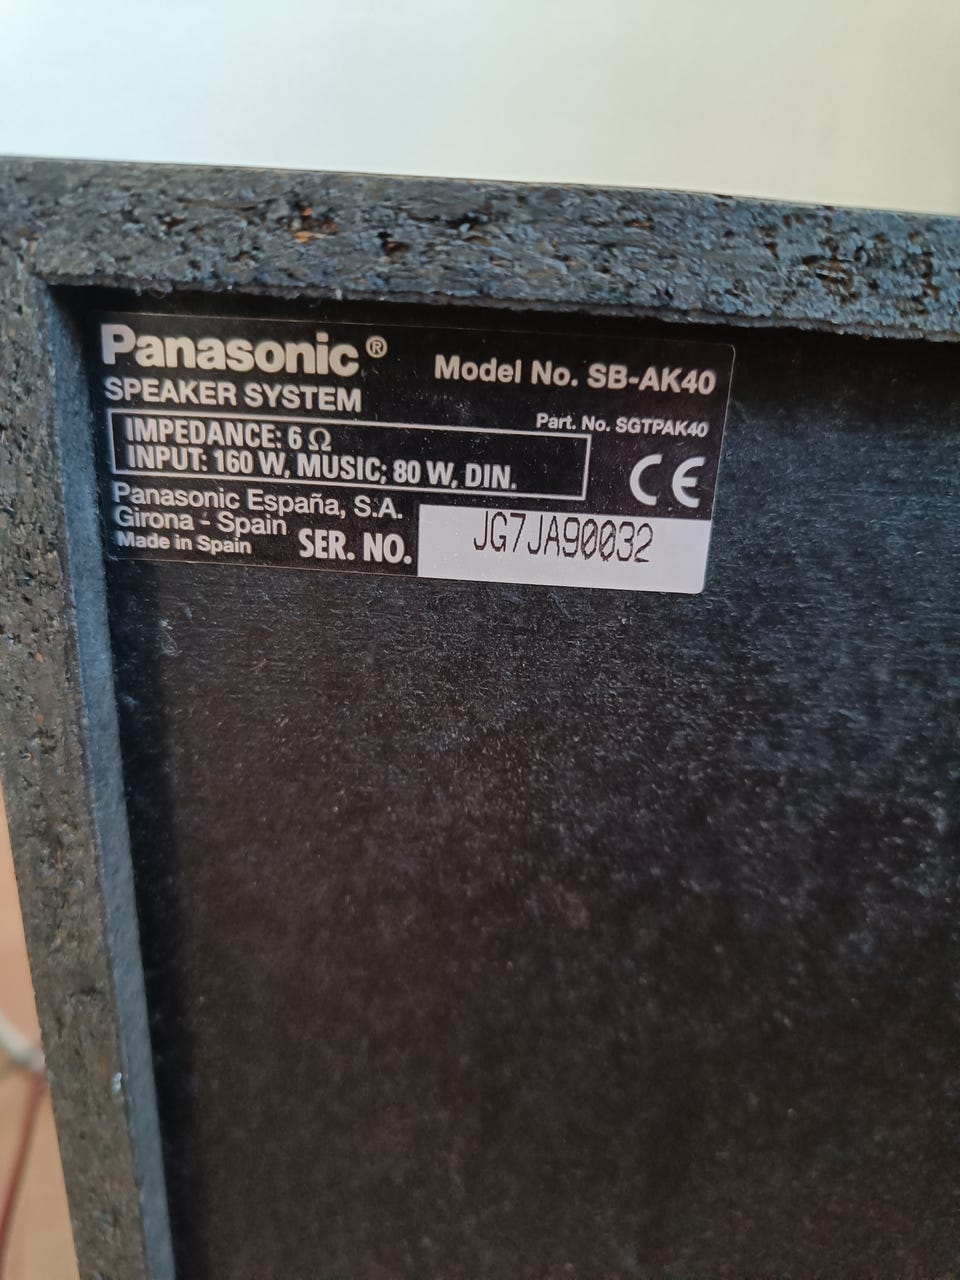 Panasonic®
SPEAKER SYSTEM
Model No. SB-AK40
Part. No. SGTPAK40
IMPEDANCE: 6 Ω
INPUT: 160 W, MUSIC; 80 W, DIN.
CE
Panasonic España, S.A.
Girona - Spain
Made in Spain
SER. NO. JG7JA90032